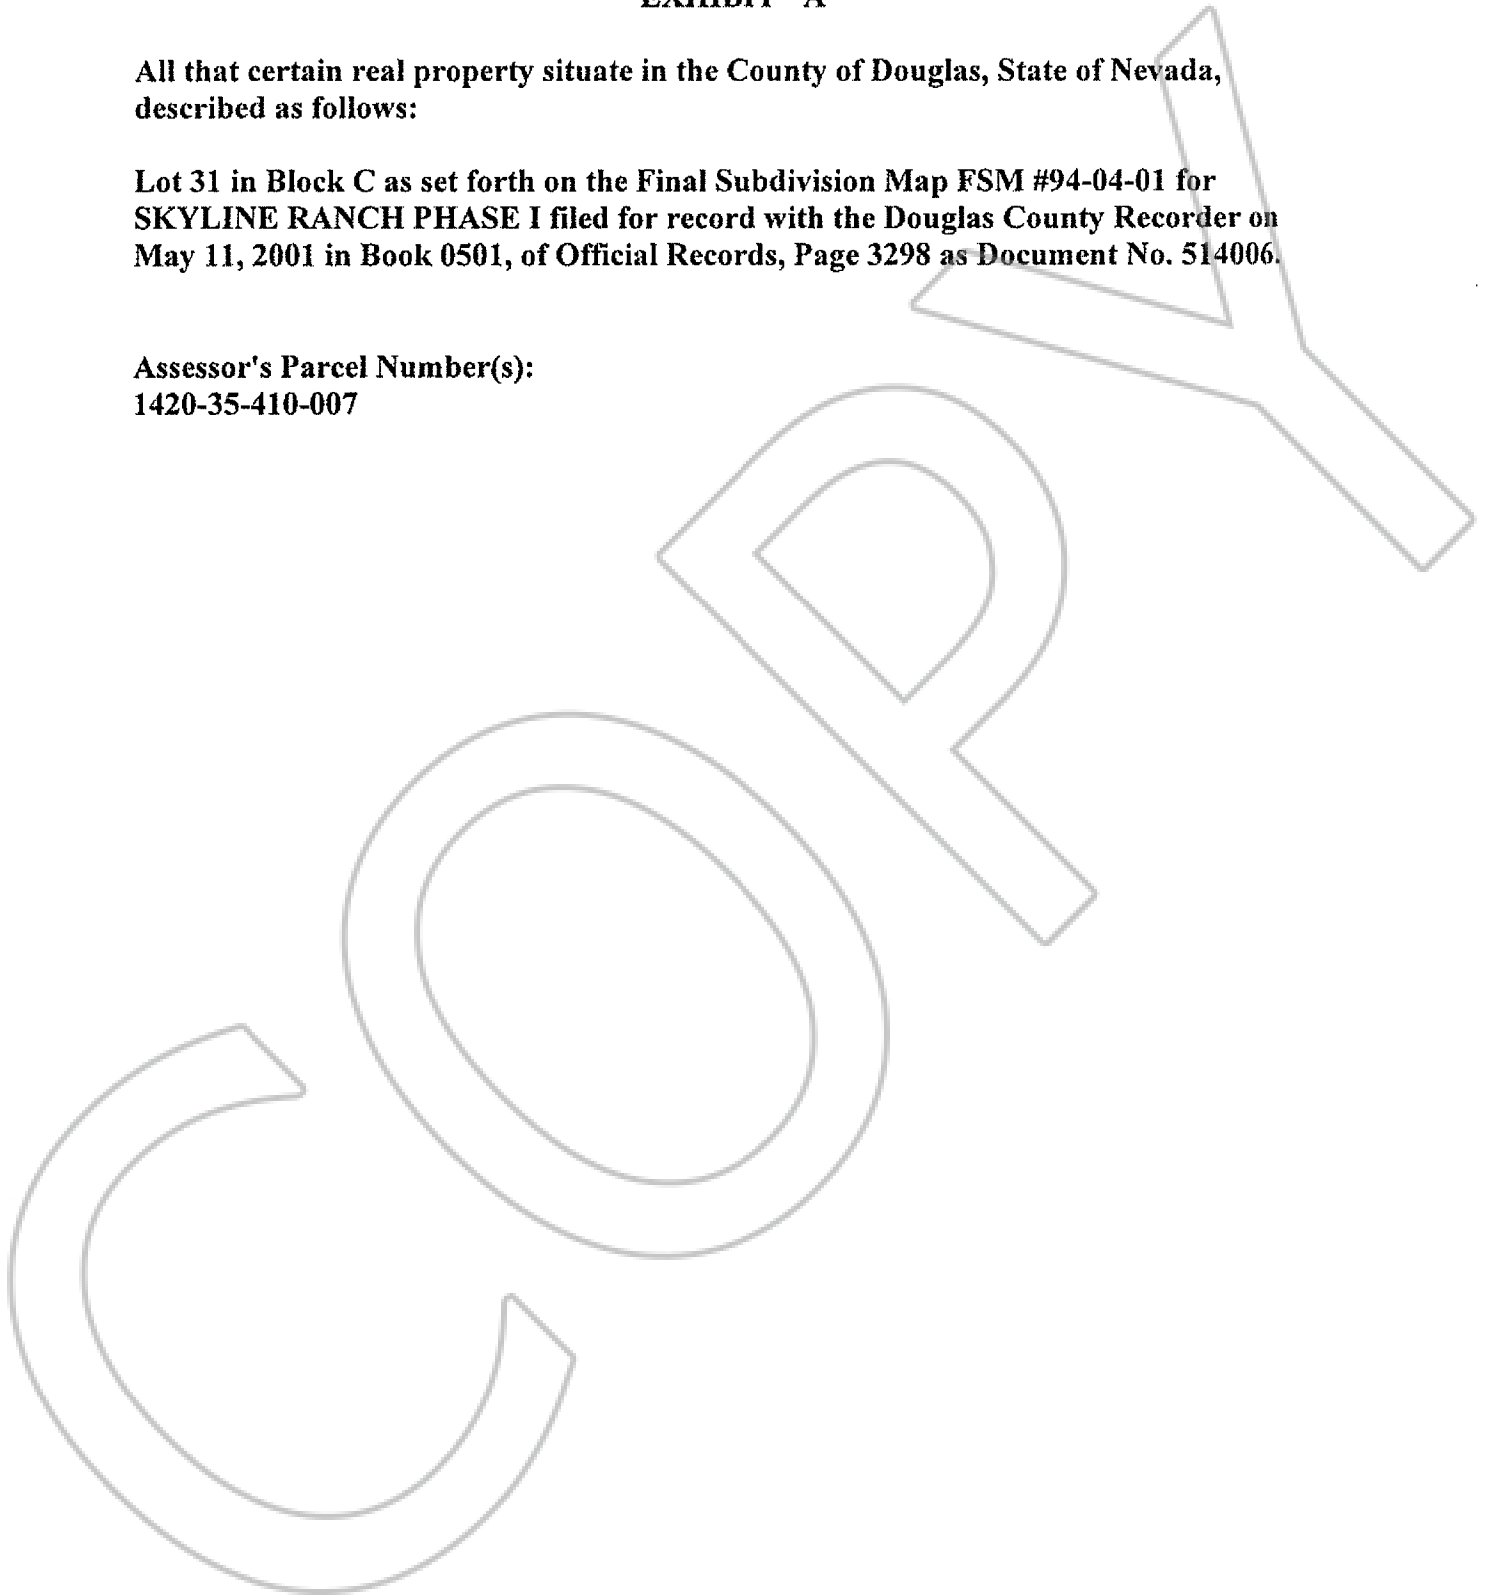 EXHIBIT "A"
All that certain real property situate in the County of Douglas, State of Nevada,
described as follows:
Lot 31 in Block C as set forth on the Final Subdivision Map FSM #94-04-01 for
SKYLINE RANCH PHASE I filed for record with the Douglas County Recorder on
May 11, 2001 in Book 0501, of Official Records, Page 3298 as Document No. 514006.
Assessor's Parcel Number(s):
1420-35-410-007
COPY